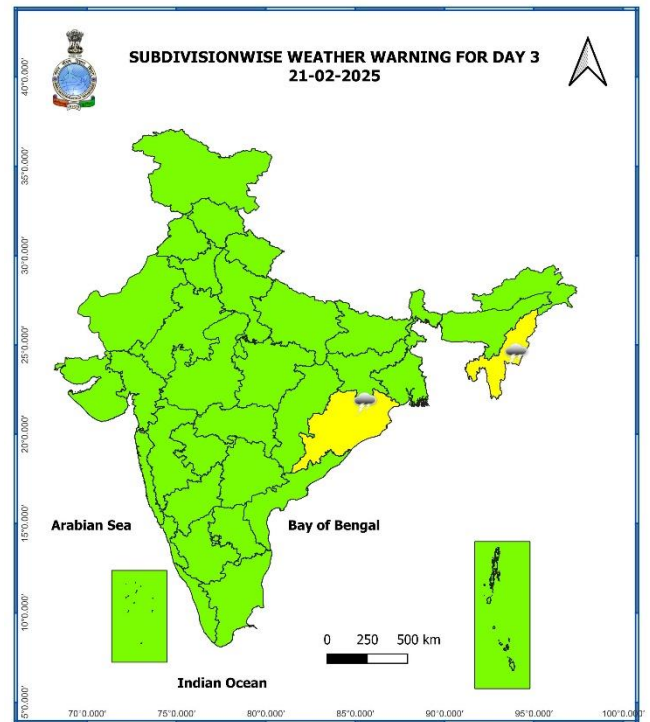 SUBDIVISIONWISE WEATHER WARNING FOR DAY 3
21-02-2025
40°0.000'
35°0.000'
30°0.000'
25°0.000'
20°0.000'
15°0.000'
10°0.000'
5°0.000'
Arabian Sea
Bay of Bengal
0 250 500 km
Indian Ocean
70°0.000' 75°0.000' 80°0.000' 85°0.000' 90°0.000' 95°0.000' 100°0.000'